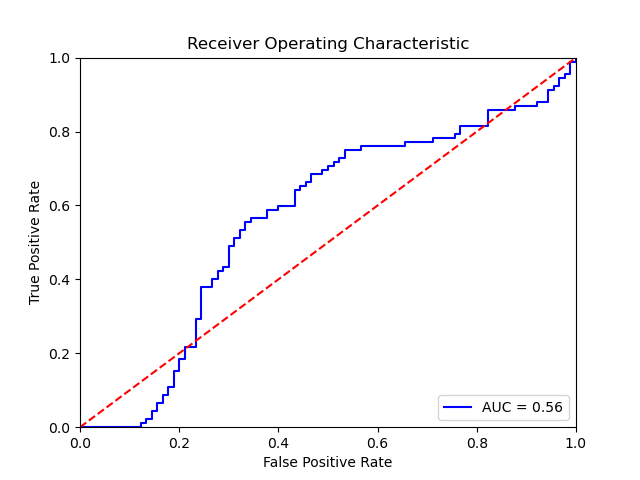 Receiver Operating Characteristic
True Positive Rate
1.0
0.8
0.6
0.4
0.2
0.0
AUC = 0.56
0.0 0.2 0.4 0.6 0.8 1.0
False Positive Rate